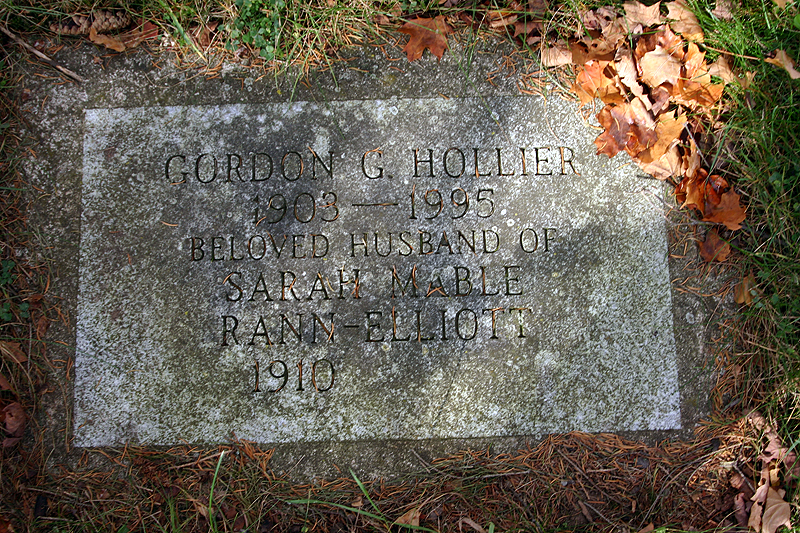 GORDON G. HOLLIER
1903 — 1995
BELOVED HUSBAND OF
SARAH MABLE
RANN-ELLIOTT
1910